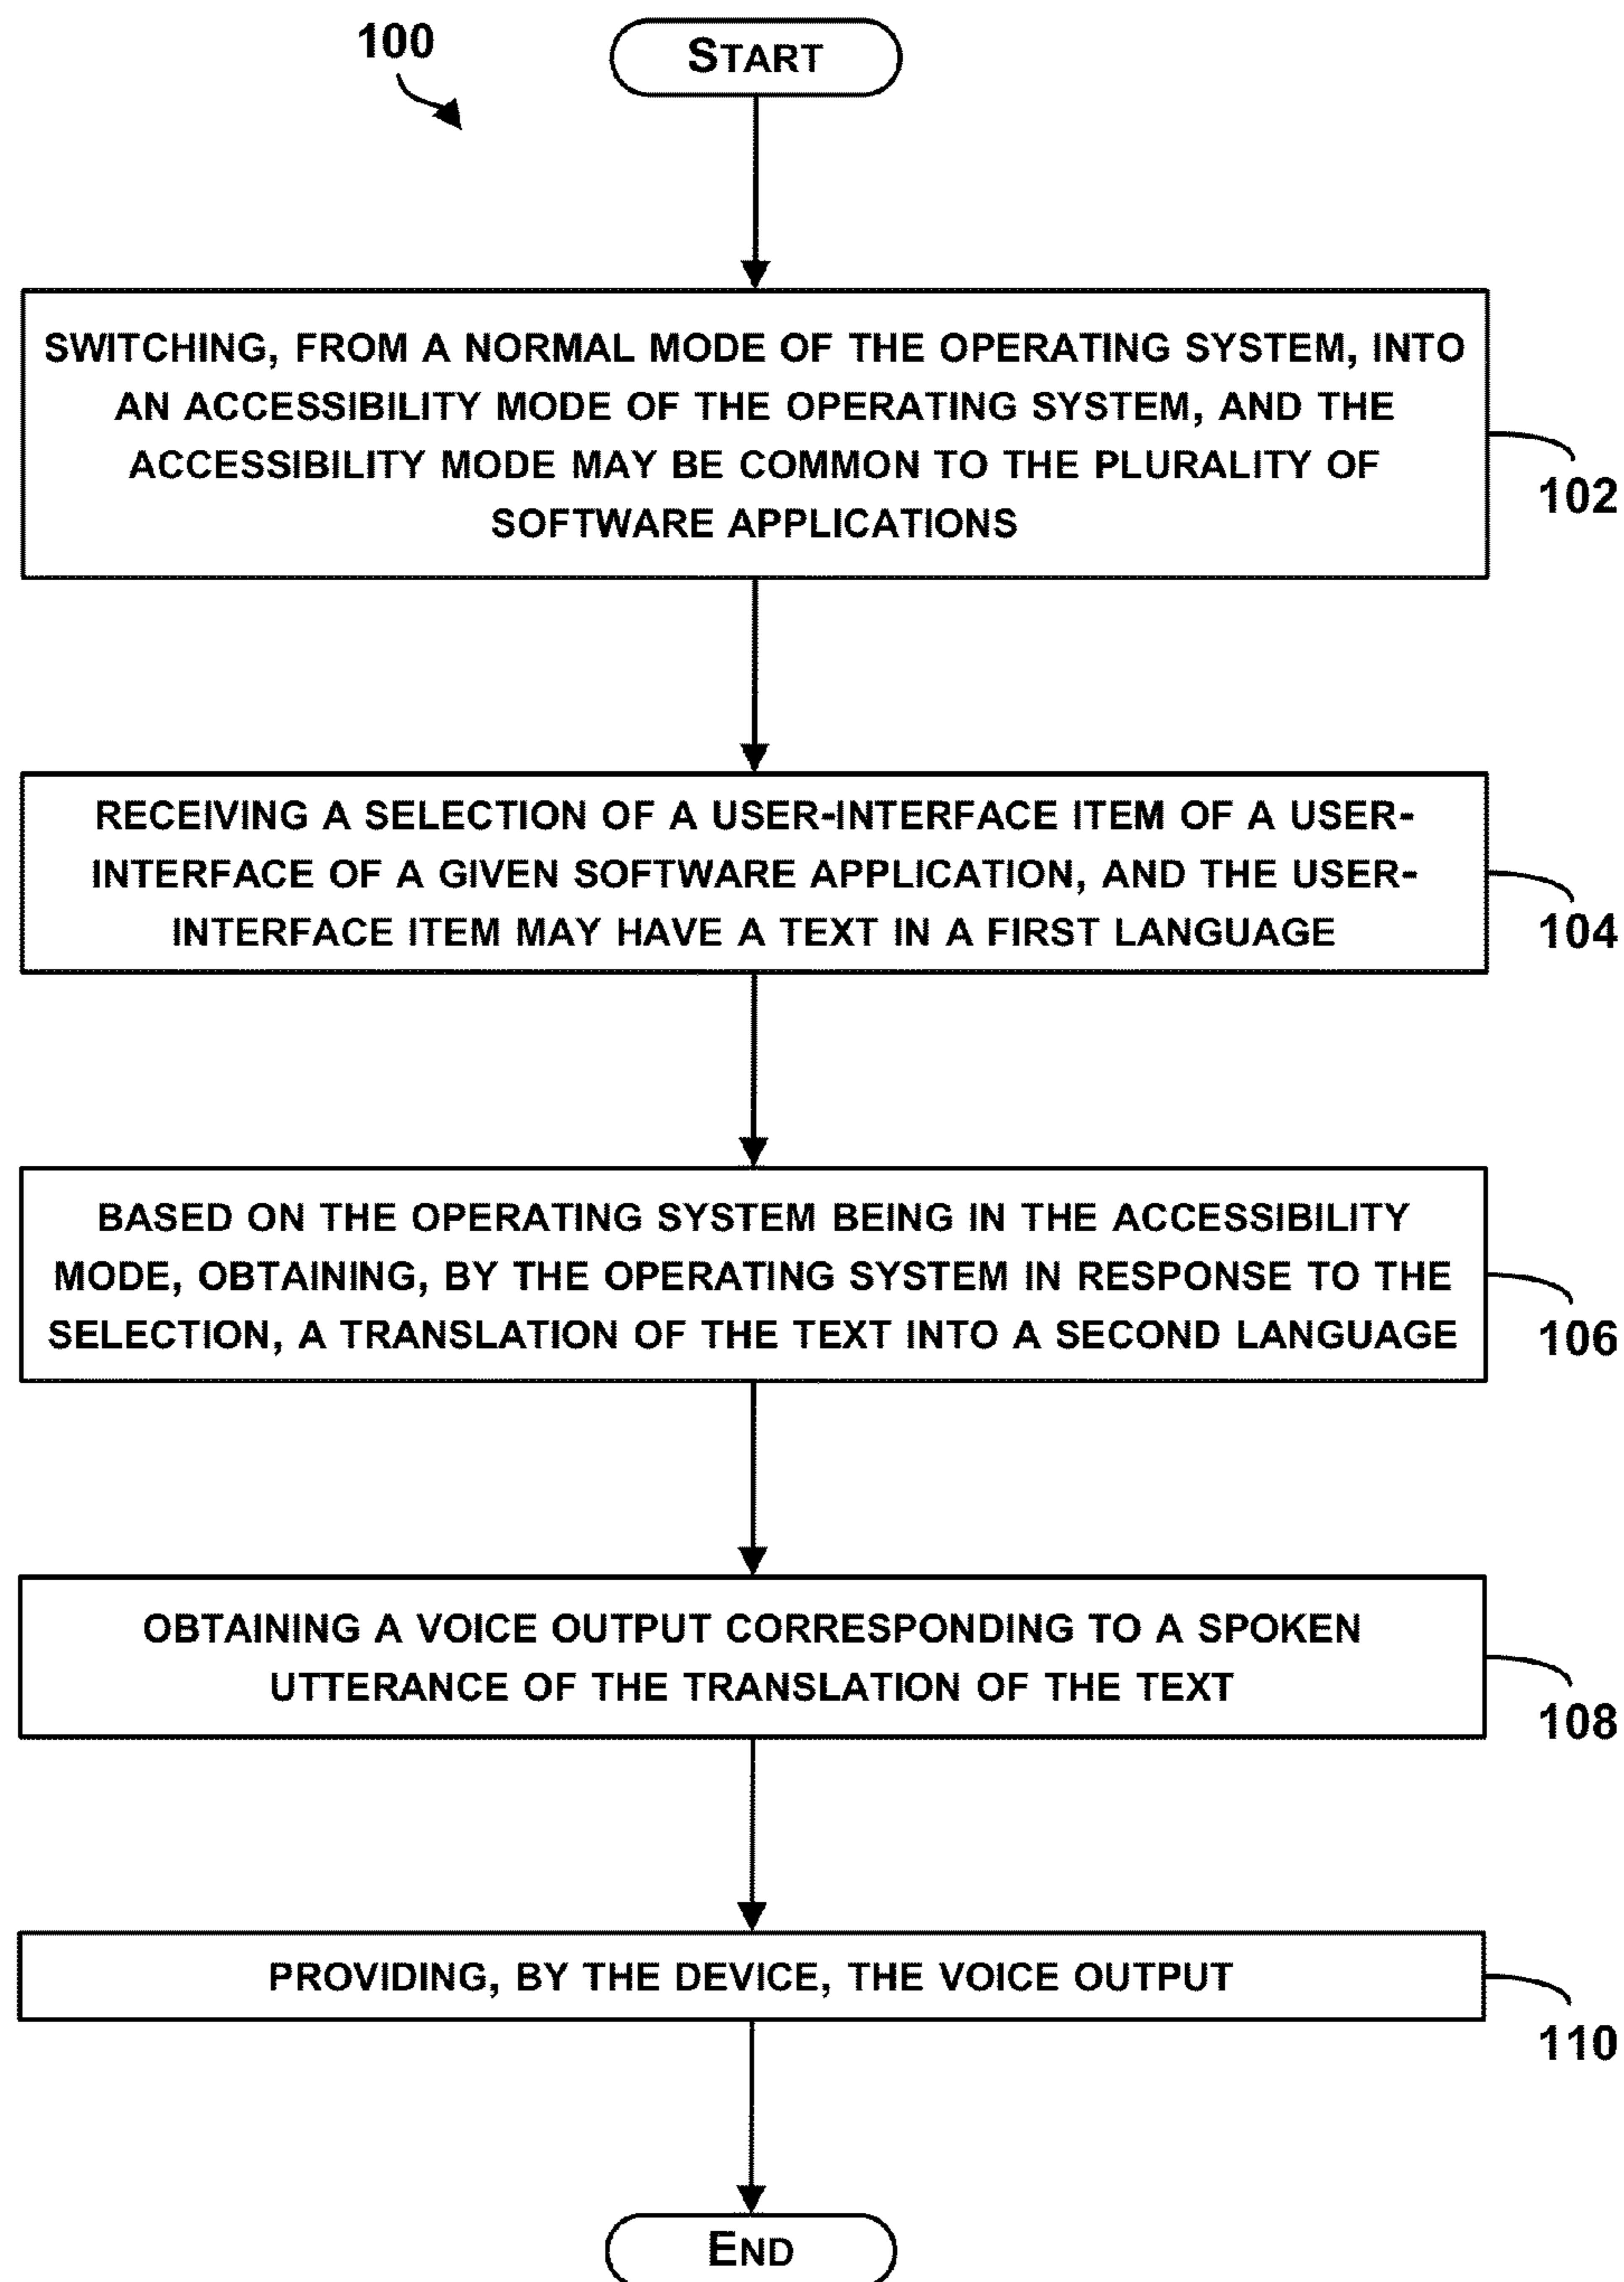 100
START
SWITCHING, FROM A NORMAL MODE OF THE OPERATING SYSTEM, INTO
AN ACCESSIBILITY MODE OF THE OPERATING SYSTEM, AND THE
ACCESSIBILITY MODE MAY BE COMMON TO THE PLURALITY OF
SOFTWARE APPLICATIONS
102
RECEIVING A SELECTION OF A USER-INTERFACE ITEM OF A USER-
INTERFACE OF A GIVEN SOFTWARE APPLICATION, AND THE USER-
INTERFACE ITEM MAY HAVE A TEXT IN A FIRST LANGUAGE
104
BASED ON THE OPERATING SYSTEM BEING IN THE ACCESSIBILITY
MODE, OBTAINING, BY THE OPERATING SYSTEM IN RESPONSE TO THE
SELECTION, A TRANSLATION OF THE TEXT INTO A SECOND LANGUAGE
106
OBTAINING A VOICE OUTPUT CORRESPONDING TO A SPOKEN
UTTERANCE OF THE TRANSLATION OF THE TEXT
108
PROVIDING, BY THE DEVICE, THE VOICE OUTPUT
110
END